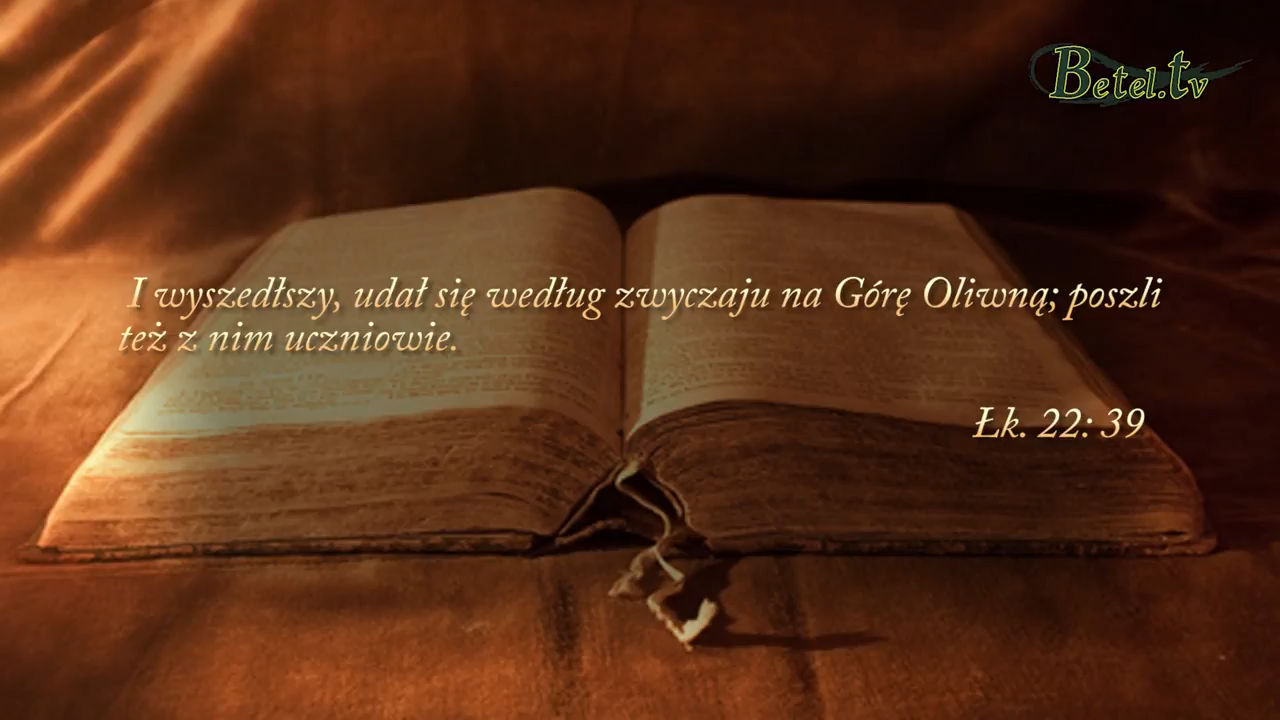 Betel.tv
I wyszedłszy, udał się według zwyczaju na Górę Oliwną; poszli
też z nim uczniowie.
Łk. 22: 39